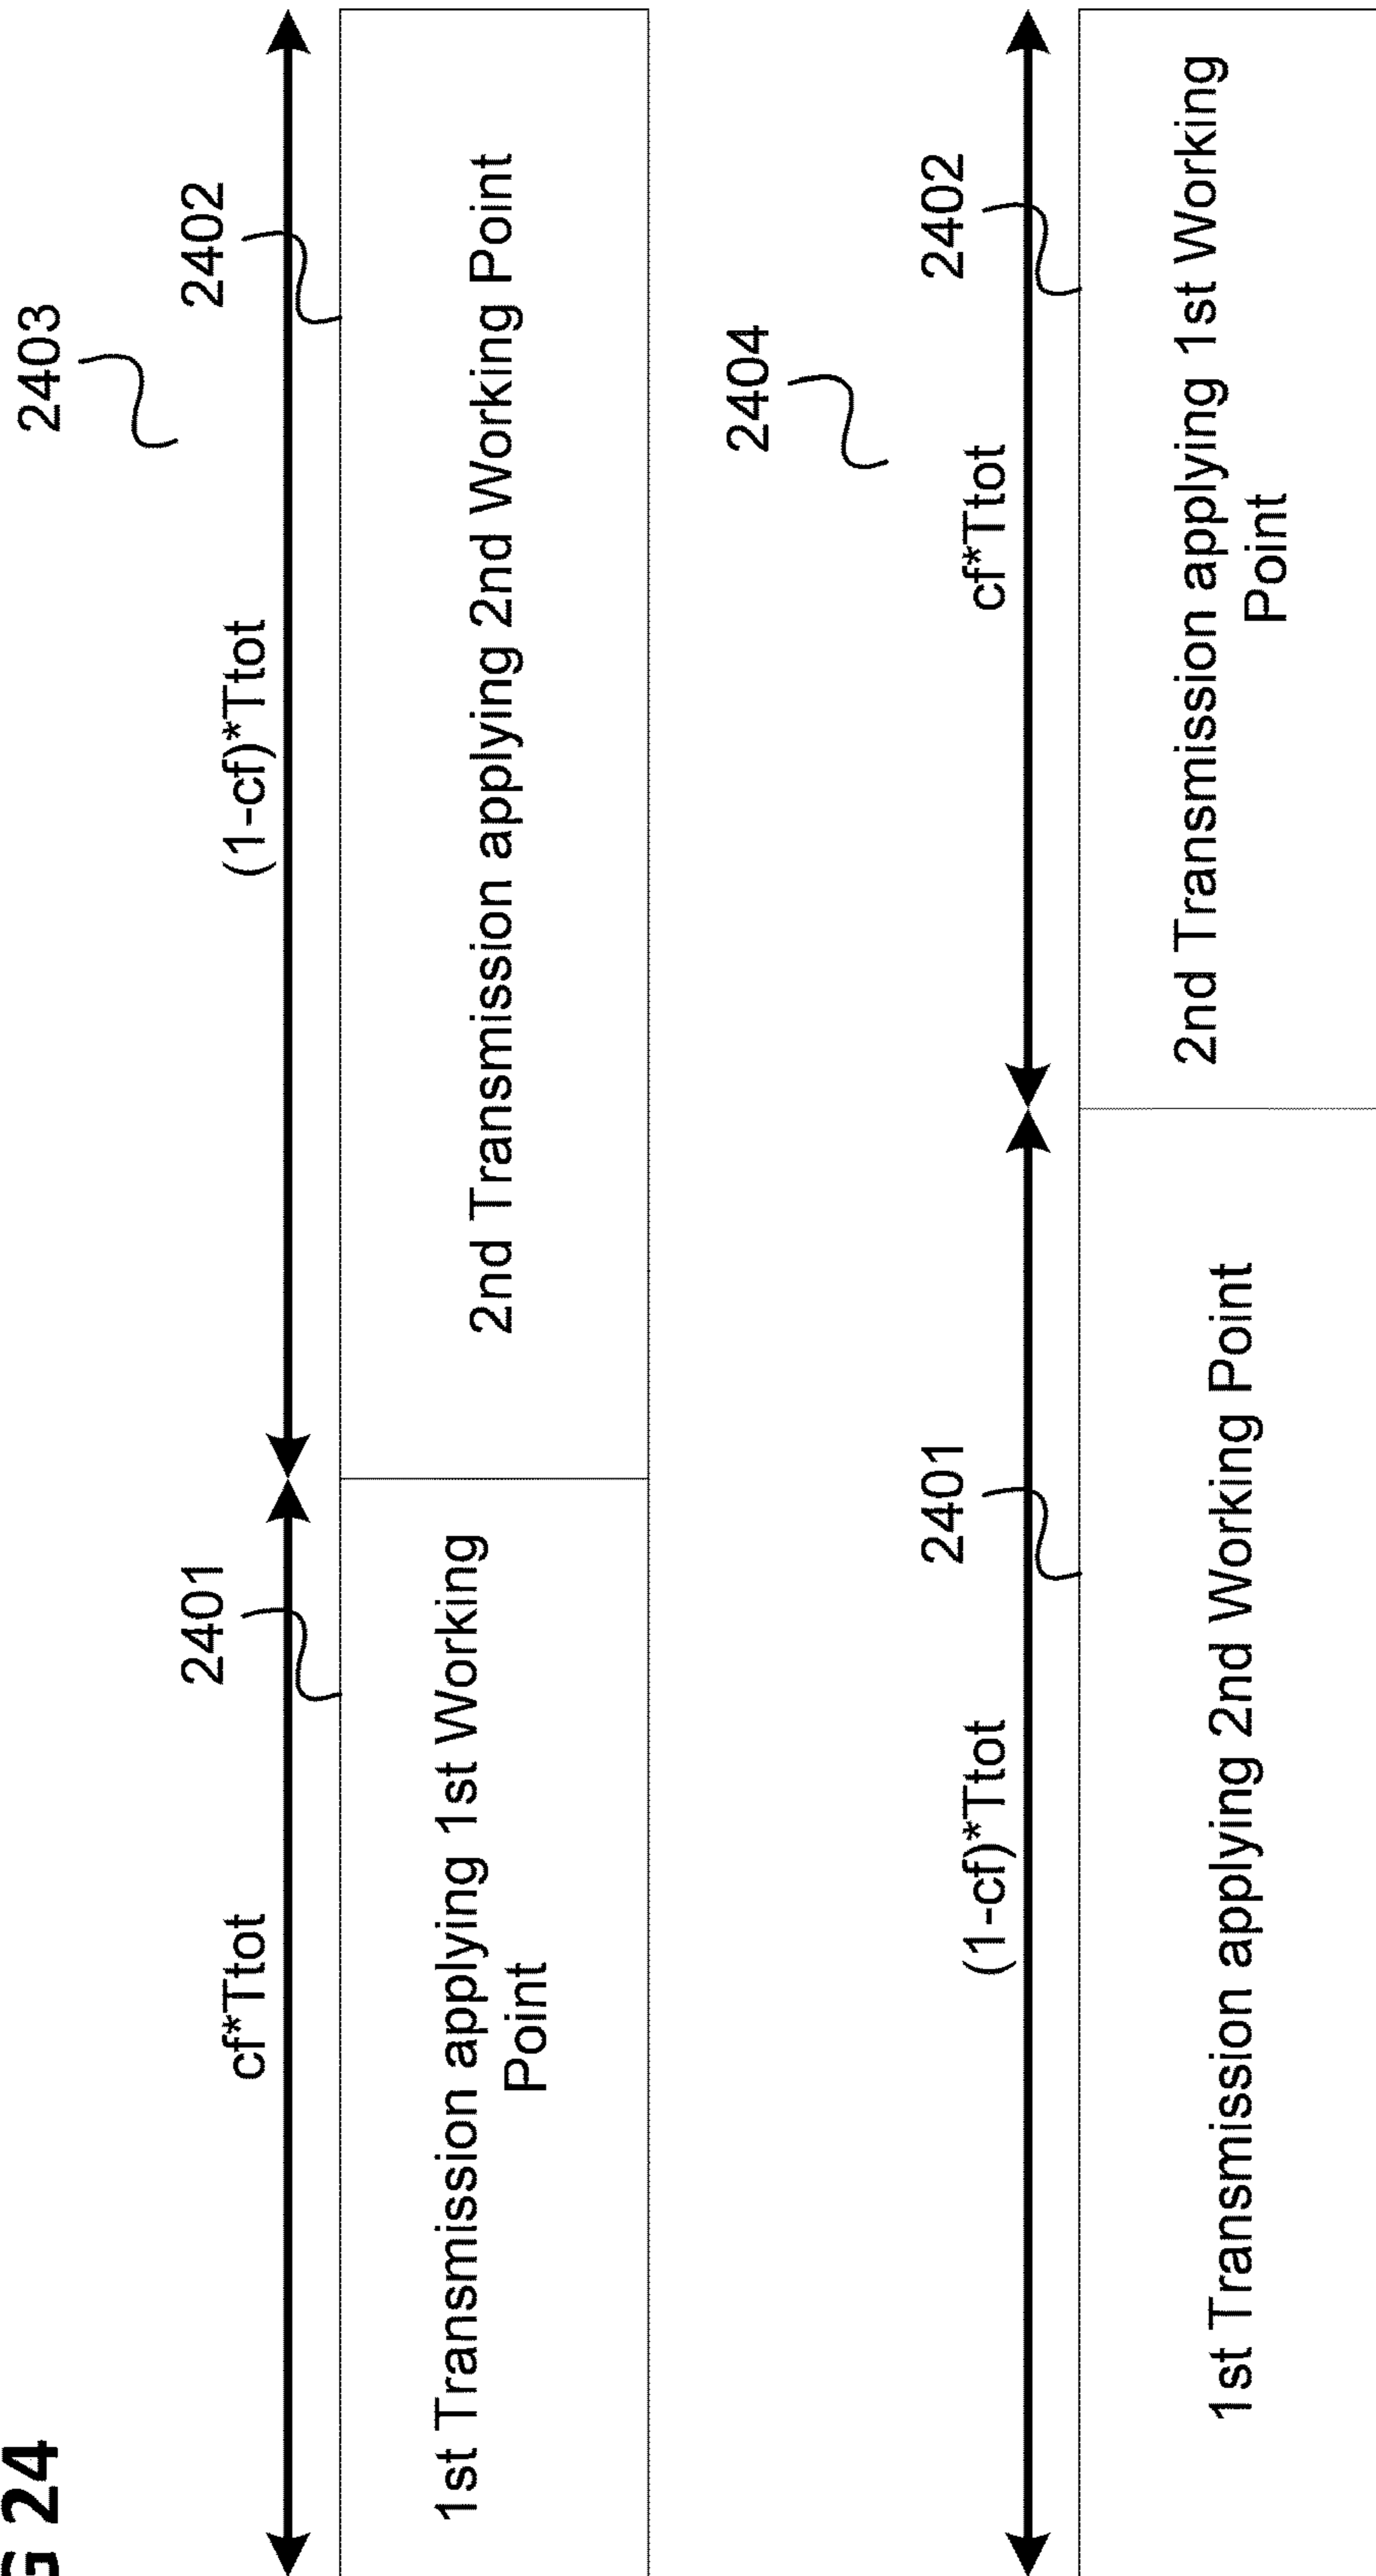 G 24
2403
2401
2402
cf*Ttot
(1-cf)*Ttot
1st Transmission applying 1st Working
Point
2nd Transmission applying 2nd Working Point
2404
2401
2402
(1-cf)*Ttot
cf*Ttot
1st Transmission applying 2nd Working Point
2nd Transmission applying 1st Working
Point